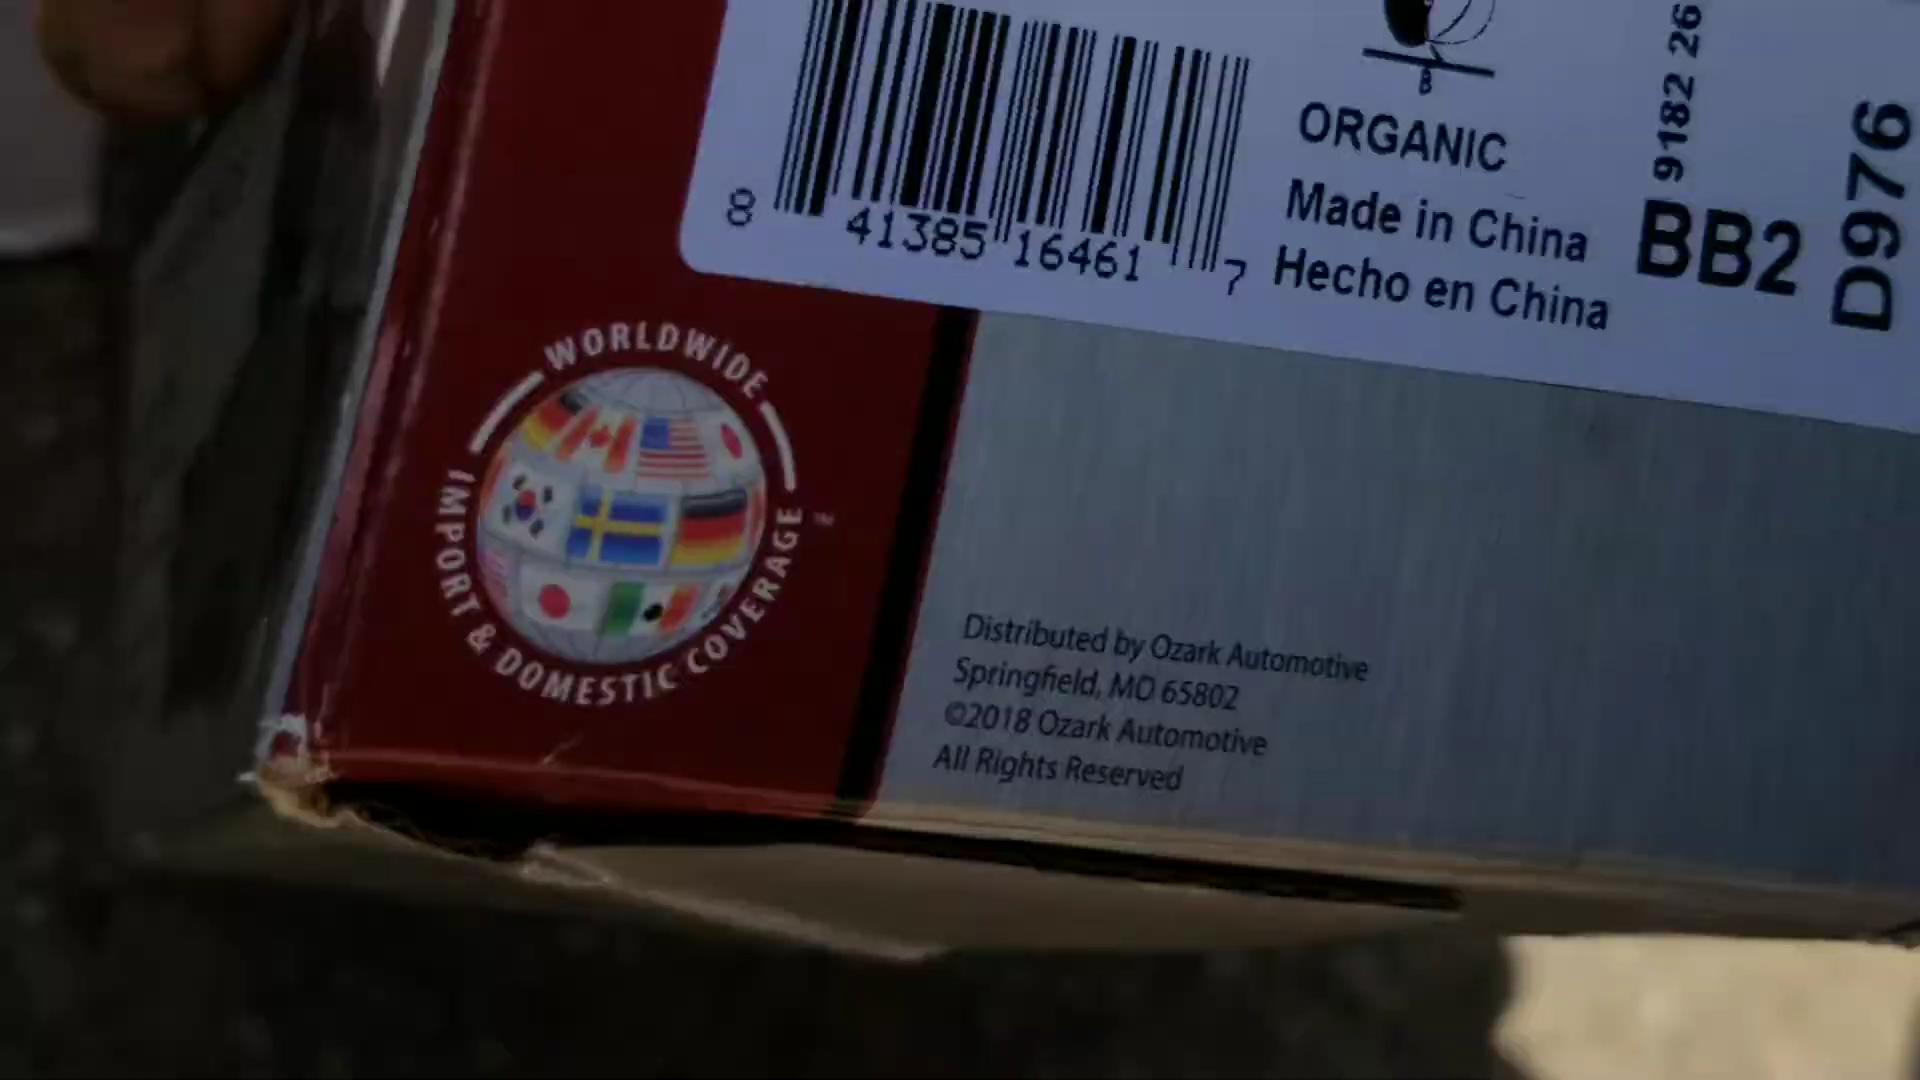 B
ORGANIC
Made in China
Hecho en China
9182 26
BB2
D976
8 41385 16461 7
WORLDWIDE
IMPORT & DOMESTIC COVERAGE™
Distributed by Ozark Automotive
Springfield, MO 65802
©2018 Ozark Automotive
All Rights Reserved